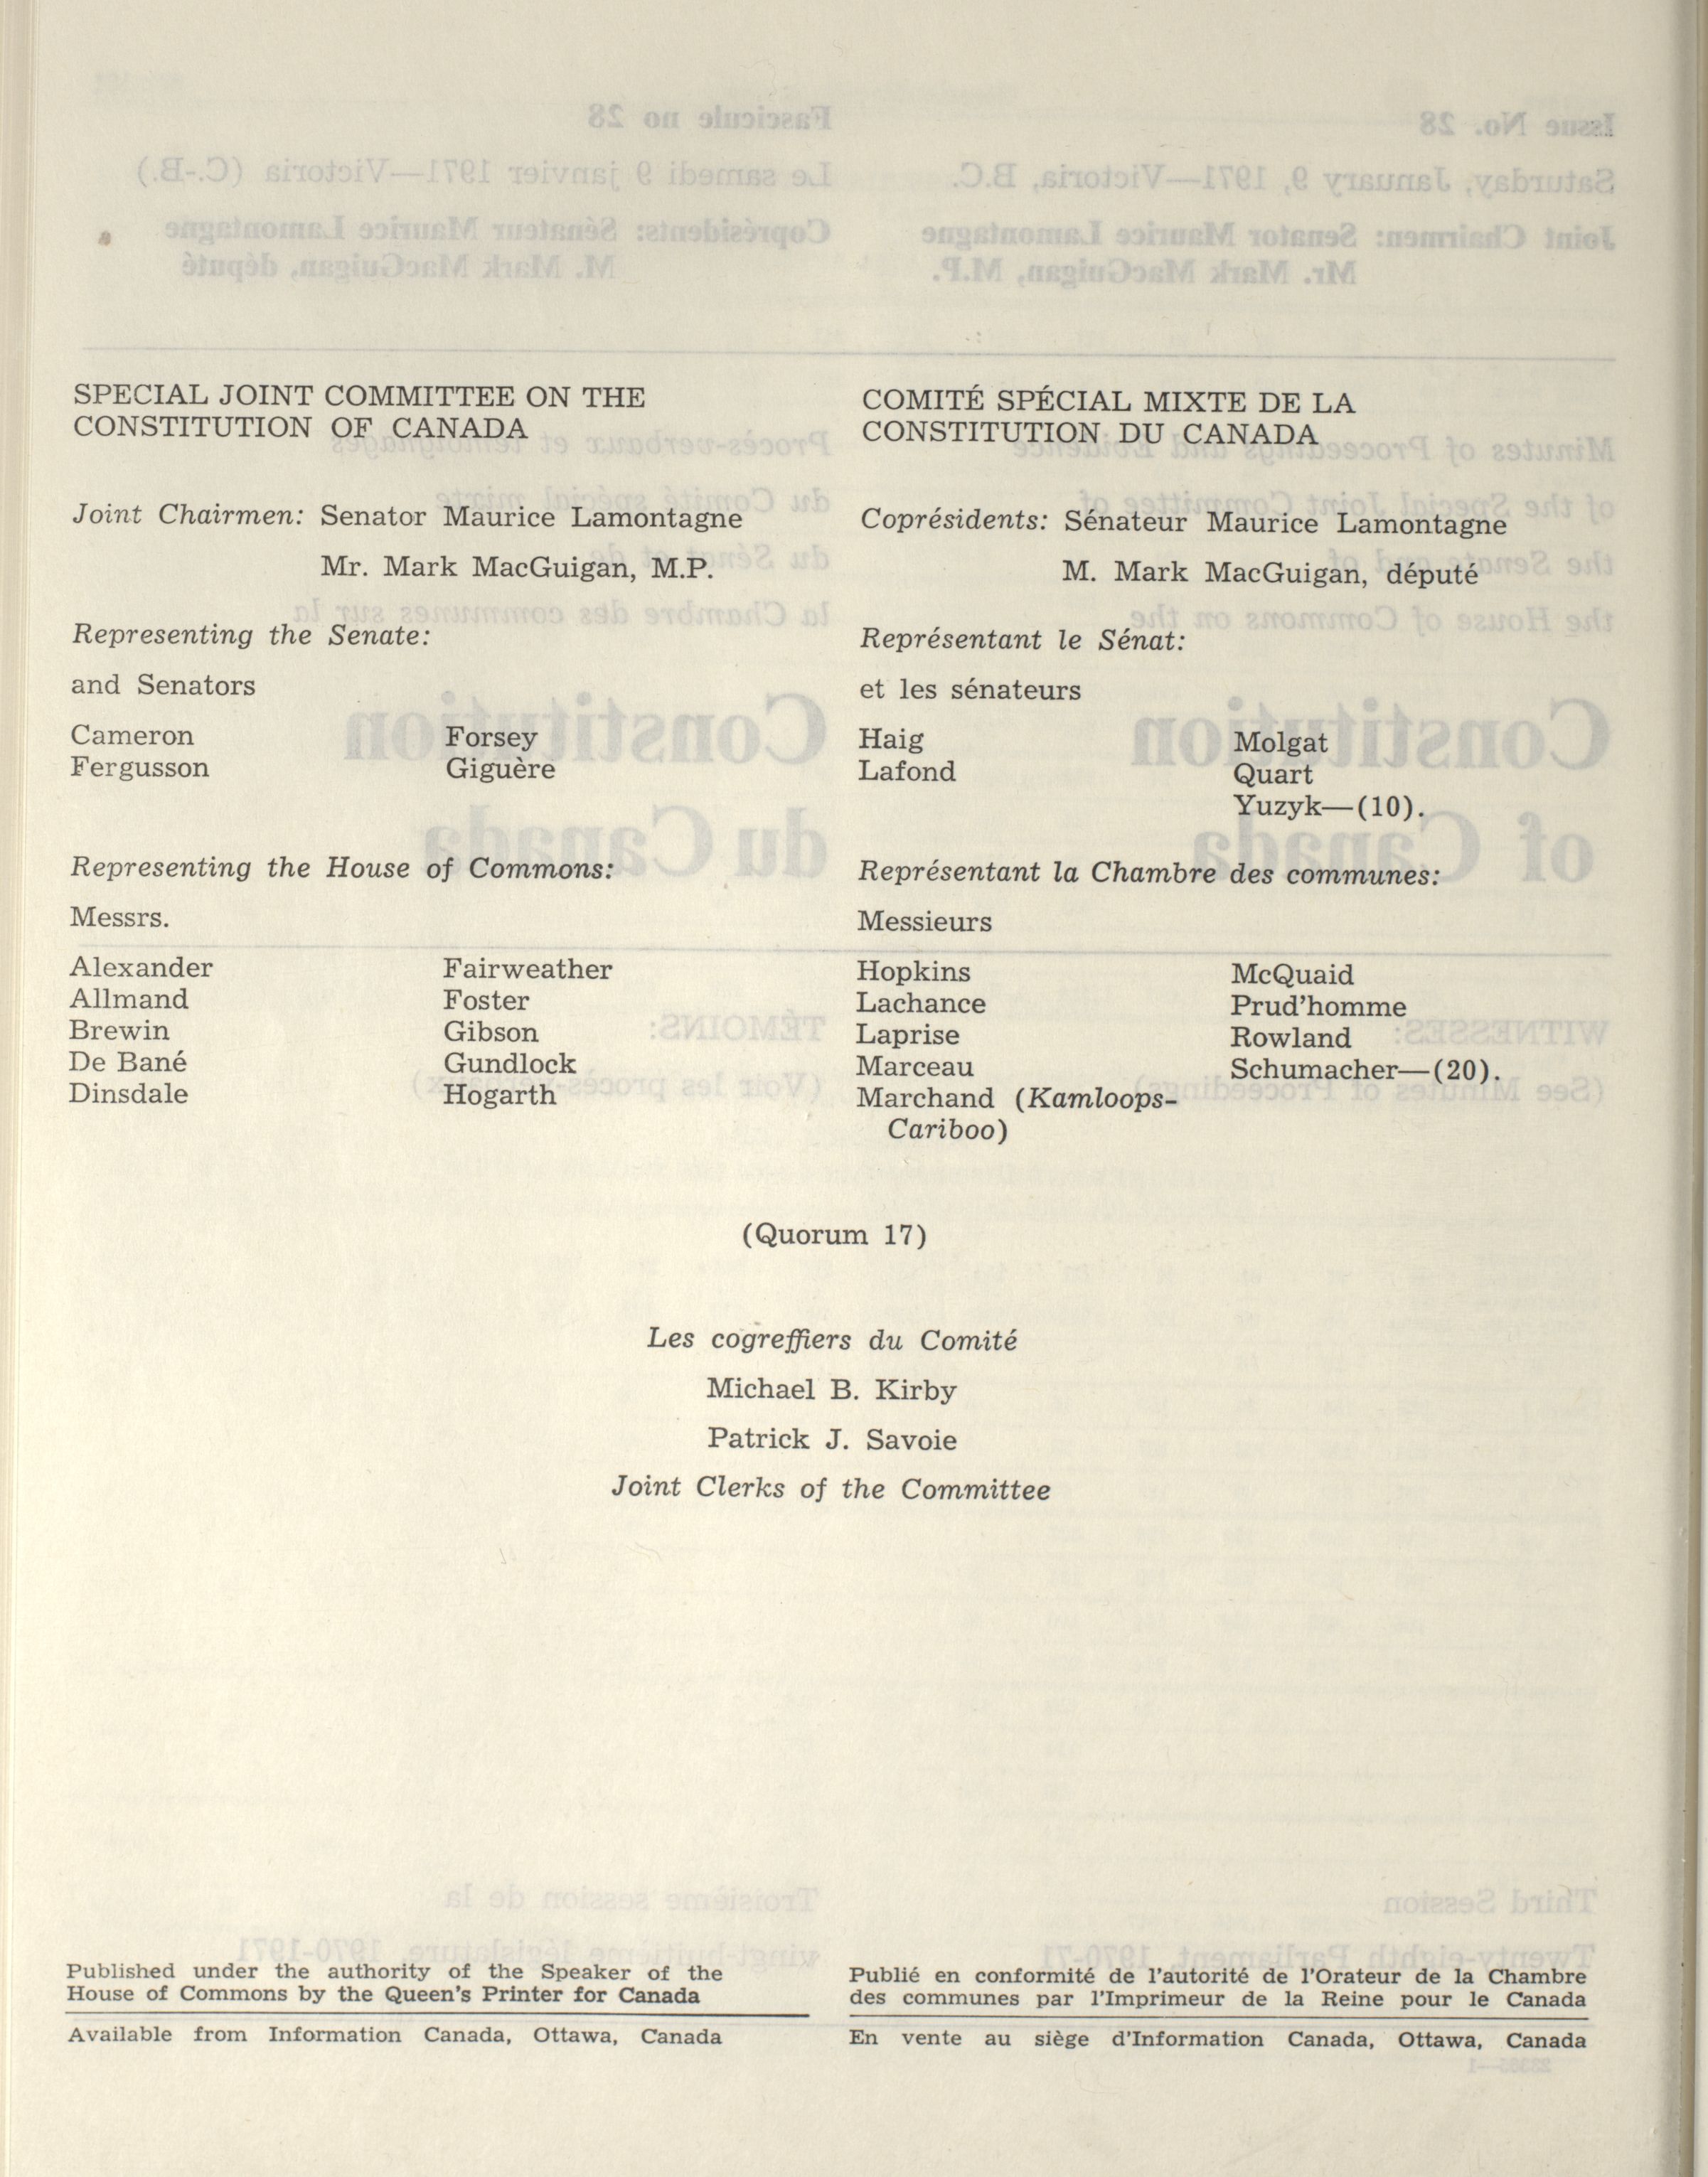 SPECIAL JOINT COMMITTEE ON THE
CONSTITUTION OF CANADA
Joint Chairmen: Senator Maurice Lamontagne
Mr. Mark MacGuigan, M.P.
Representing the Senate:
and Senators
Cameron Forsey
Fergusson Giguère
Representing the House of Commons:
Messrs.
Alexander Fairweather
Allmand Foster
Brewin Gibson
De Bané Gundlock
Dinsdale Hogarth
COMITÉ SPÉCIAL MIXTE DE LA
CONSTITUTION DU CANADA
Coprésidents: Sénateur Maurice Lamontagne
M. Mark MacGuigan, député
Représentant le Sénat:
et les sénateurs
Haig Molgat
Lafond Quart
Yuzyk—(10).
Représentant la Chambre des communes:
Messieurs
Hopkins McQuaid
Lachance Prud'homme
Laprise Rowland
Marceau Schumacher—(20).
Marchand (Kamloops-
Cariboo)
(Quorum 17)
Les cogreffiers du Comité
Michael B. Kirby
Patrick J. Savoie
Joint Clerks of the Committee
Published under the authority of the Speaker of the
House of Commons by the Queen's Printer for Canada
Available from Information Canada, Ottawa, Canada
Publié en conformité de l'autorité de l'Orateur de la Chambre
des communes par l'Imprimeur de la Reine pour le Canada
En vente au siège d'Information Canada, Ottawa, Canada